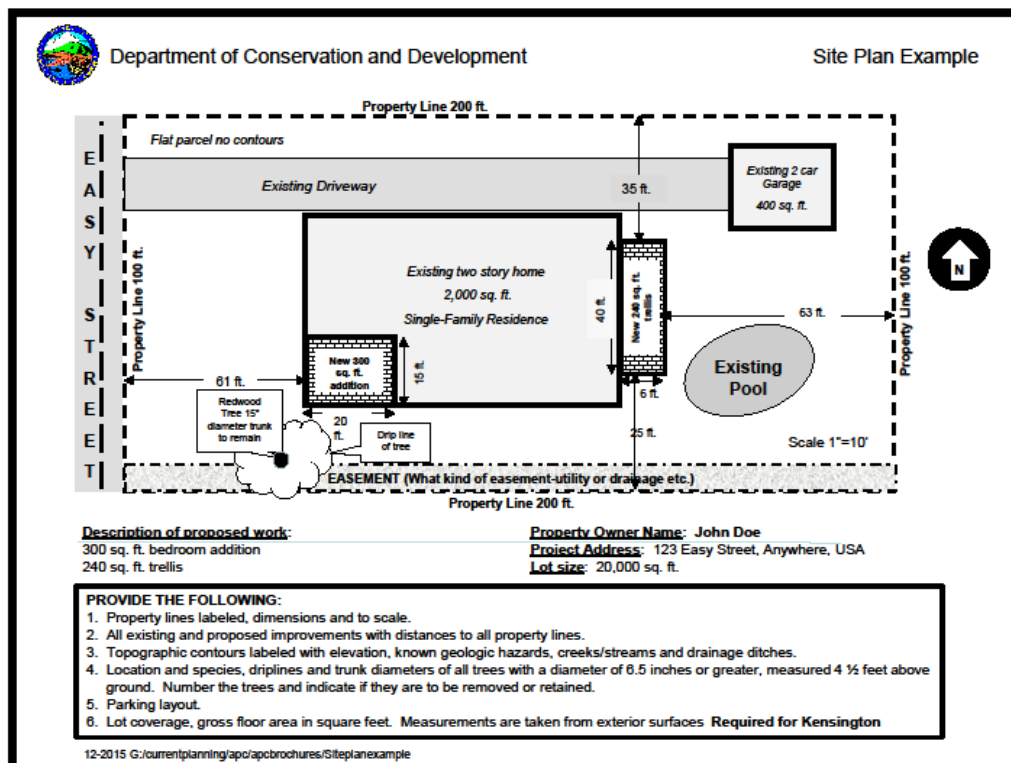 Department of Conservation and Development
Site Plan Example
Property Line 200 ft.
Flat parcel no contours
EASY STREET
Existing Driveway
35 ft.
Existing 2 car
Garage
400 sq. ft.
Property Line 100 ft.
Existing two story home
2,000 sq. ft.
Single-Family Residence
40 ft.
New 240 sq. ft.
trellis
63 ft.
Property Line 100 ft.
N
New 300
sq. ft.
addition
15 ft.
61 ft.
6 ft.
Existing
Pool
Redwood
Tree 15"
diameter trunk
to remain
20
ft.
Drip line
of tree
25 ft.
Scale 1"=10'
EASEMENT (What kind of easement-utility or drainage etc.)
Property Line 200 ft.
Description of proposed work:
300 sq. ft. bedroom addition
240 sq. ft. trellis
Property Owner Name: John Doe
Project Address: 123 Easy Street, Anywhere, USA
Lot size: 20,000 sq. ft.
PROVIDE THE FOLLOWING:
1. Property lines labeled, dimensions and to scale.
2. All existing and proposed improvements with distances to all property lines.
3. Topographic contours labeled with elevation, known geologic hazards, creeks/streams and drainage ditches.
4. Location and species, driplines and trunk diameters of all trees with a diameter of 6.5 inches or greater, measured 4 ½ feet above
ground. Number the trees and indicate if they are to be removed or retained.
5. Parking layout.
6. Lot coverage, gross floor area in square feet. Measurements are taken from exterior surfaces Required for Kensington
12-2015 G:/currentplanning/apc/apcbrochures/Siteplanexample